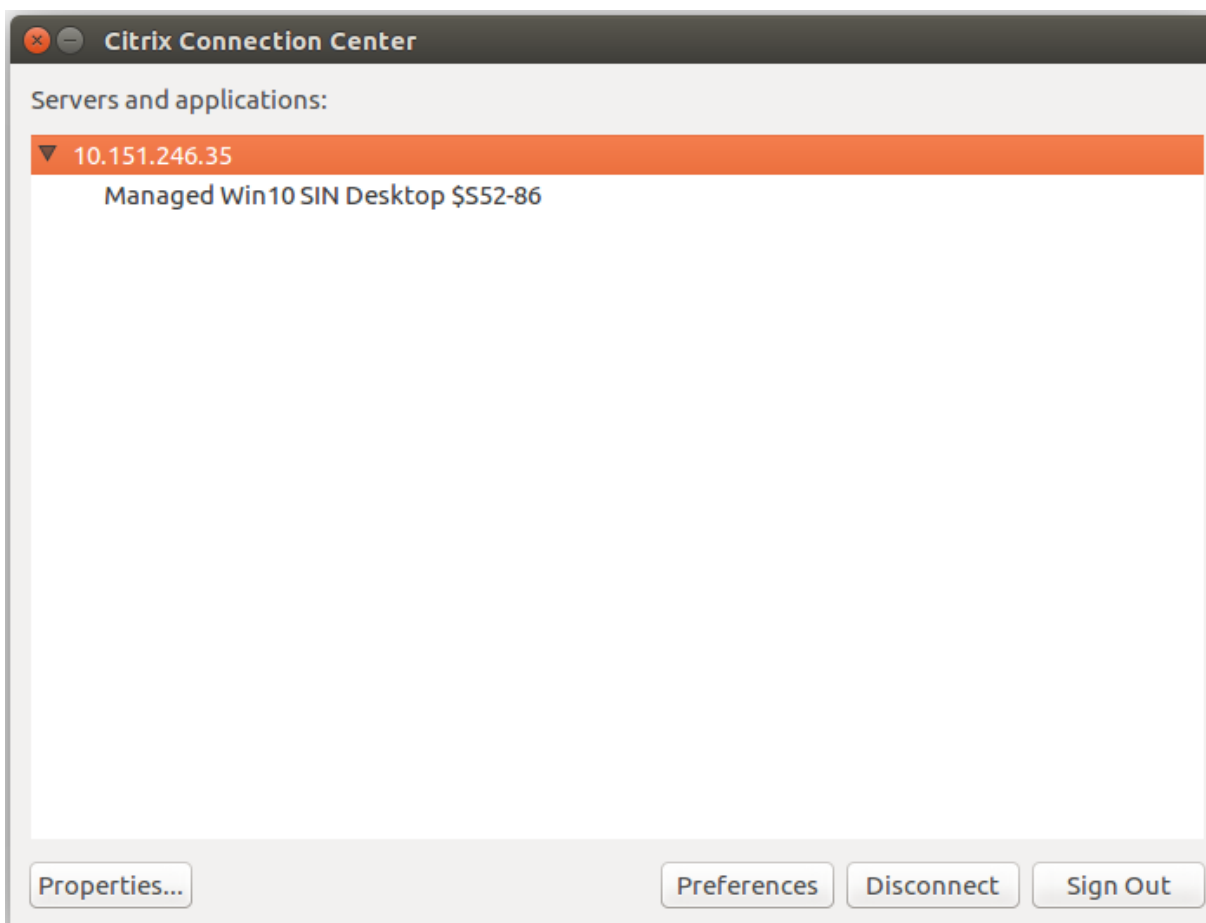 Citrix Connection Center
Servers and applications:
10.151.246.35
Managed Win10 SIN Desktop $S52-86
Properties...
Preferences
Disconnect
Sign Out